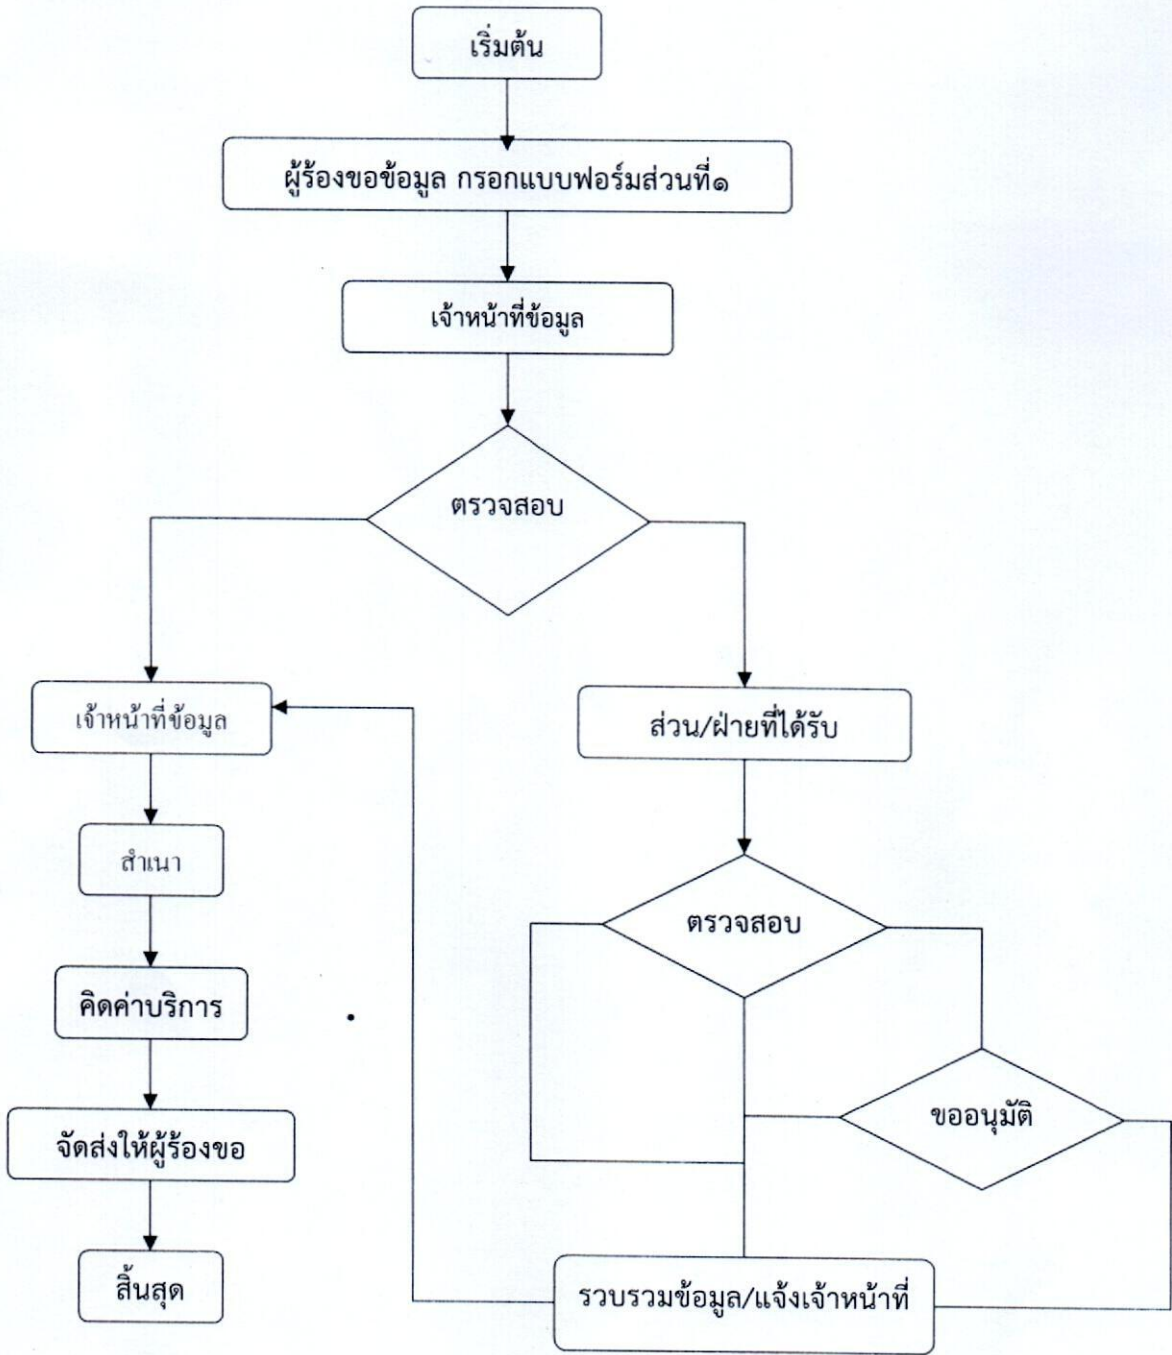 เริ่มต้น
ผู้ร้องขอข้อมูล กรอกแบบฟอร์มส่วนที่๑
เจ้าหน้าที่ข้อมูล
ตรวจสอบ
เจ้าหน้าที่ข้อมูล
ส่วน/ฝ่ายที่ได้รับ
สำเนา
ตรวจสอบ
คิดค่าบริการ
ขออนุมัติ
จัดส่งให้ผู้ร้องขอ
สิ้นสุด
รวบรวมข้อมูล/แจ้งเจ้าหน้าที่